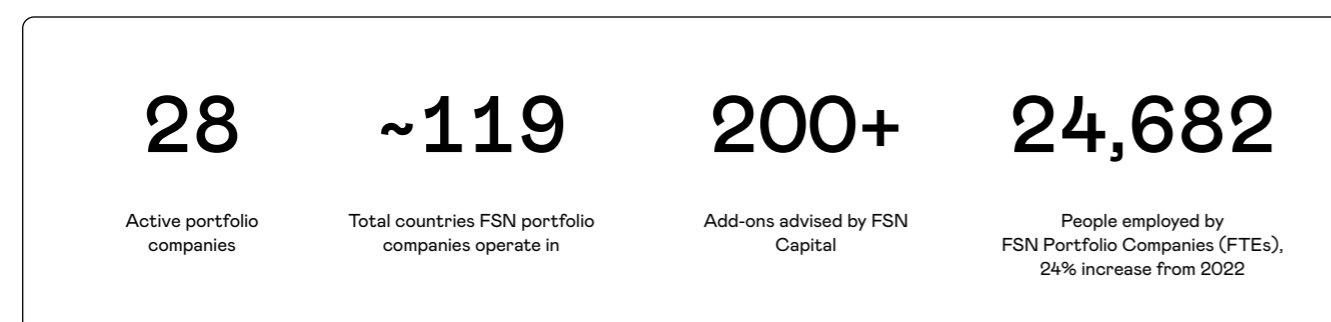 28
Active portfolio
companies
~119
Total countries FSN portfolio
companies operate in
200+
Add-ons advised by FSN
Capital
24,682
People employed by
FSN Portfolio Companies (FTEs),
24% increase from 2022